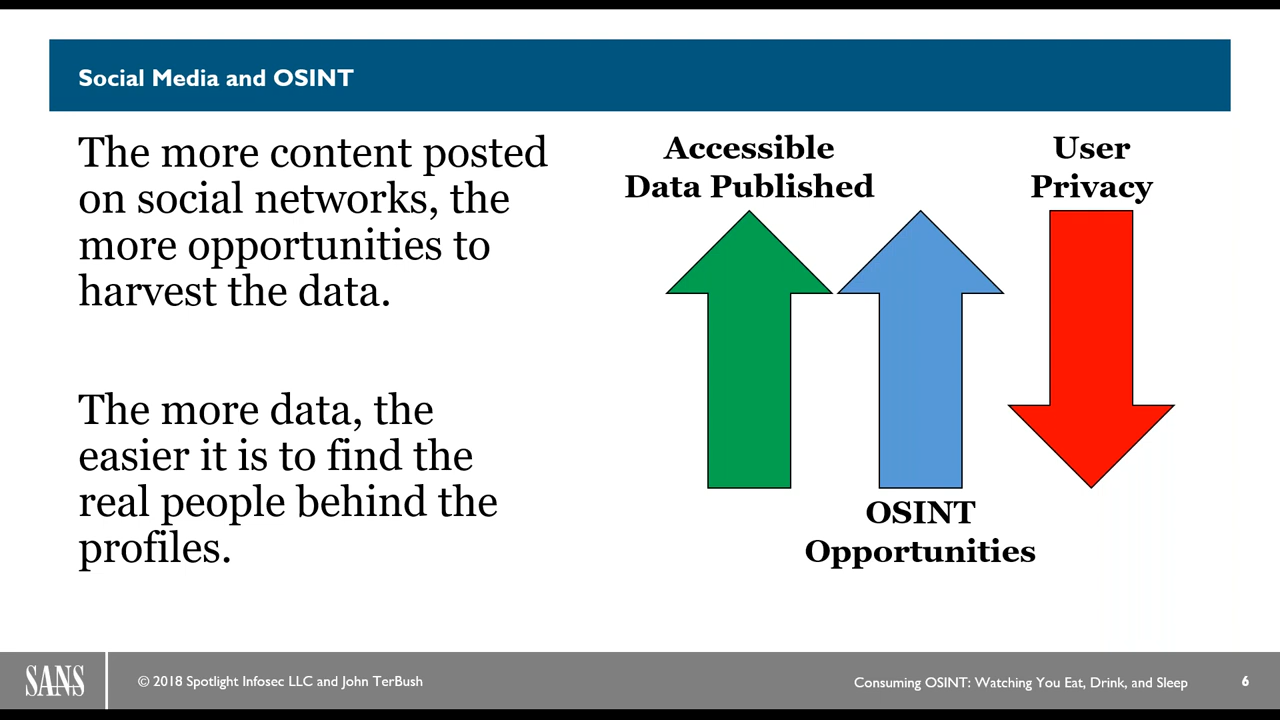 Social Media and OSINT
The more content posted
on social networks, the
more opportunities to
harvest the data.
The more data, the
easier it is to find the
real people behind the
profiles.
Accessible
Data Published
User
Privacy
OSINT
Opportunities
SANS
© 2018 Spotlight Infosec LLC and John TerBush
Consuming OSINT: Watching You Eat, Drink, and Sleep
6